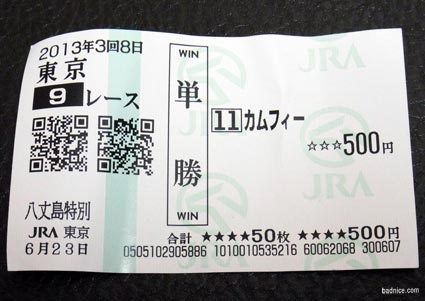 2013年3回8日
東京
9 レース
WIN
単勝
WIN
11 カムフィー
☆☆☆500円
八丈島特別
JRA 東京
6月23日
合計 ★★★★50枚 ★★★★500円
0505102905886 1010010535216 60062068 300607
JRA
JRA
badnice.com